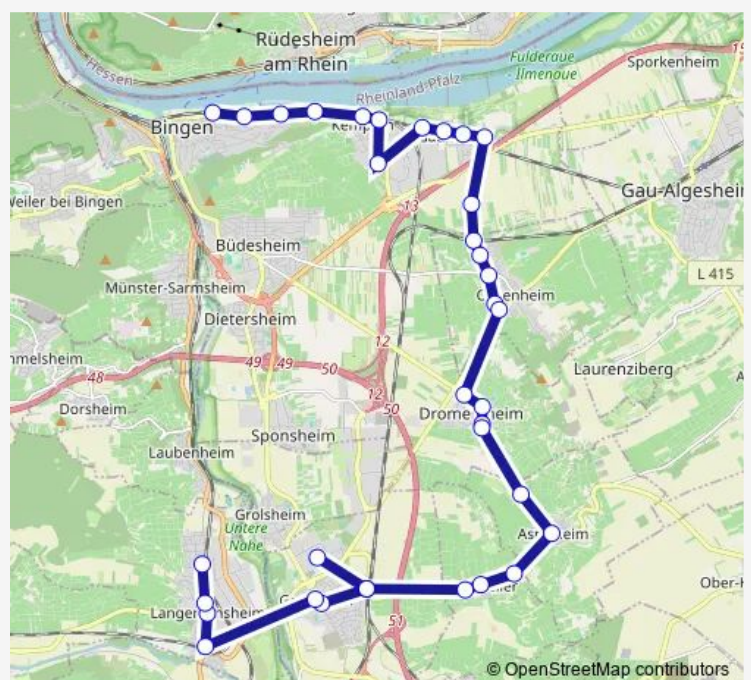 Rüdesheim
am Rhein
Fulderaue
- Ilmenaue
Sporkenheim
Hessen
Rheinland-Pfalz
Bingen
Weiler bei Bingen
13
Gau-Algesheim
Büdesheim
L 415
Münster-Sarmsheim
Dietersheim
12
mmelsheim
49
49
50
48
12
50
Laurenziberg
Dorsheim
Sponsheim
Laubenheim
Grolsheim
Untere
Nahe
Ober-H
51
© OpenStreetMap contributors